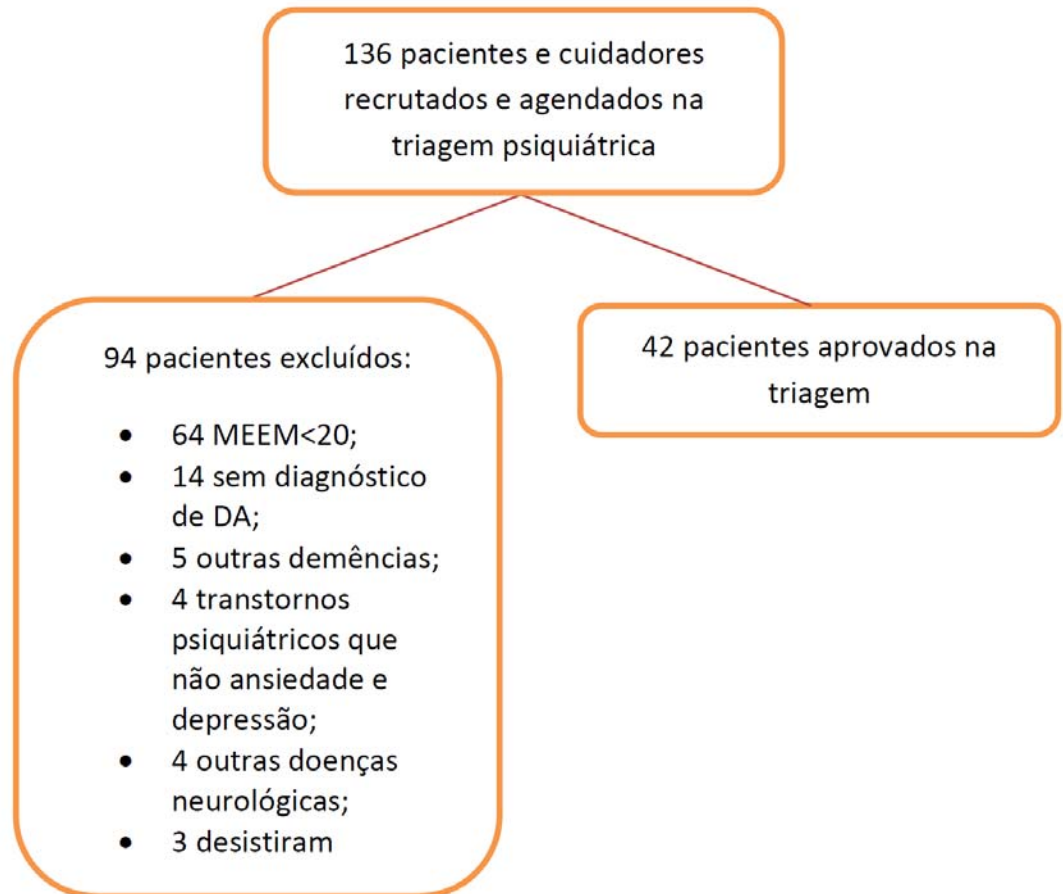 136 pacientes e cuidadores
recrutados e agendados na
triagem psiquiátrica
94 pacientes excluídos:
• 64 MEEM<20;
• 14 sem diagnóstico
de DA;
• 5 outras demências;
• 4 transtornos
psiquiátricos que
não ansiedade e
depressão;
• 4 outras doenças
neurológicas;
• 3 desistiram
42 pacientes aprovados na
triagem